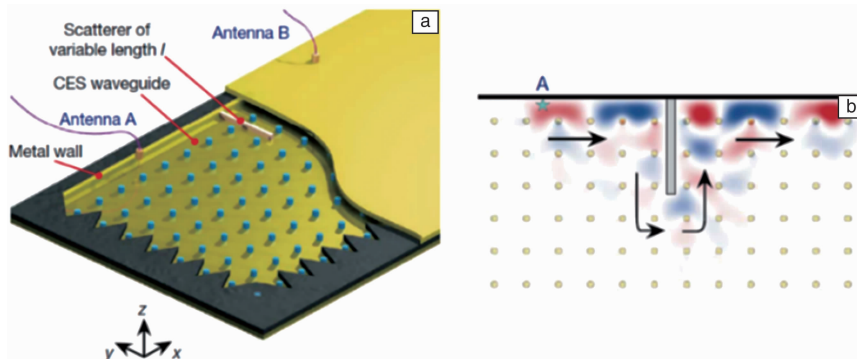 Scatterer of
variable length l
CES waveguide
Antenna A
Metal wall
Antenna B
a
z
y
x
A
b